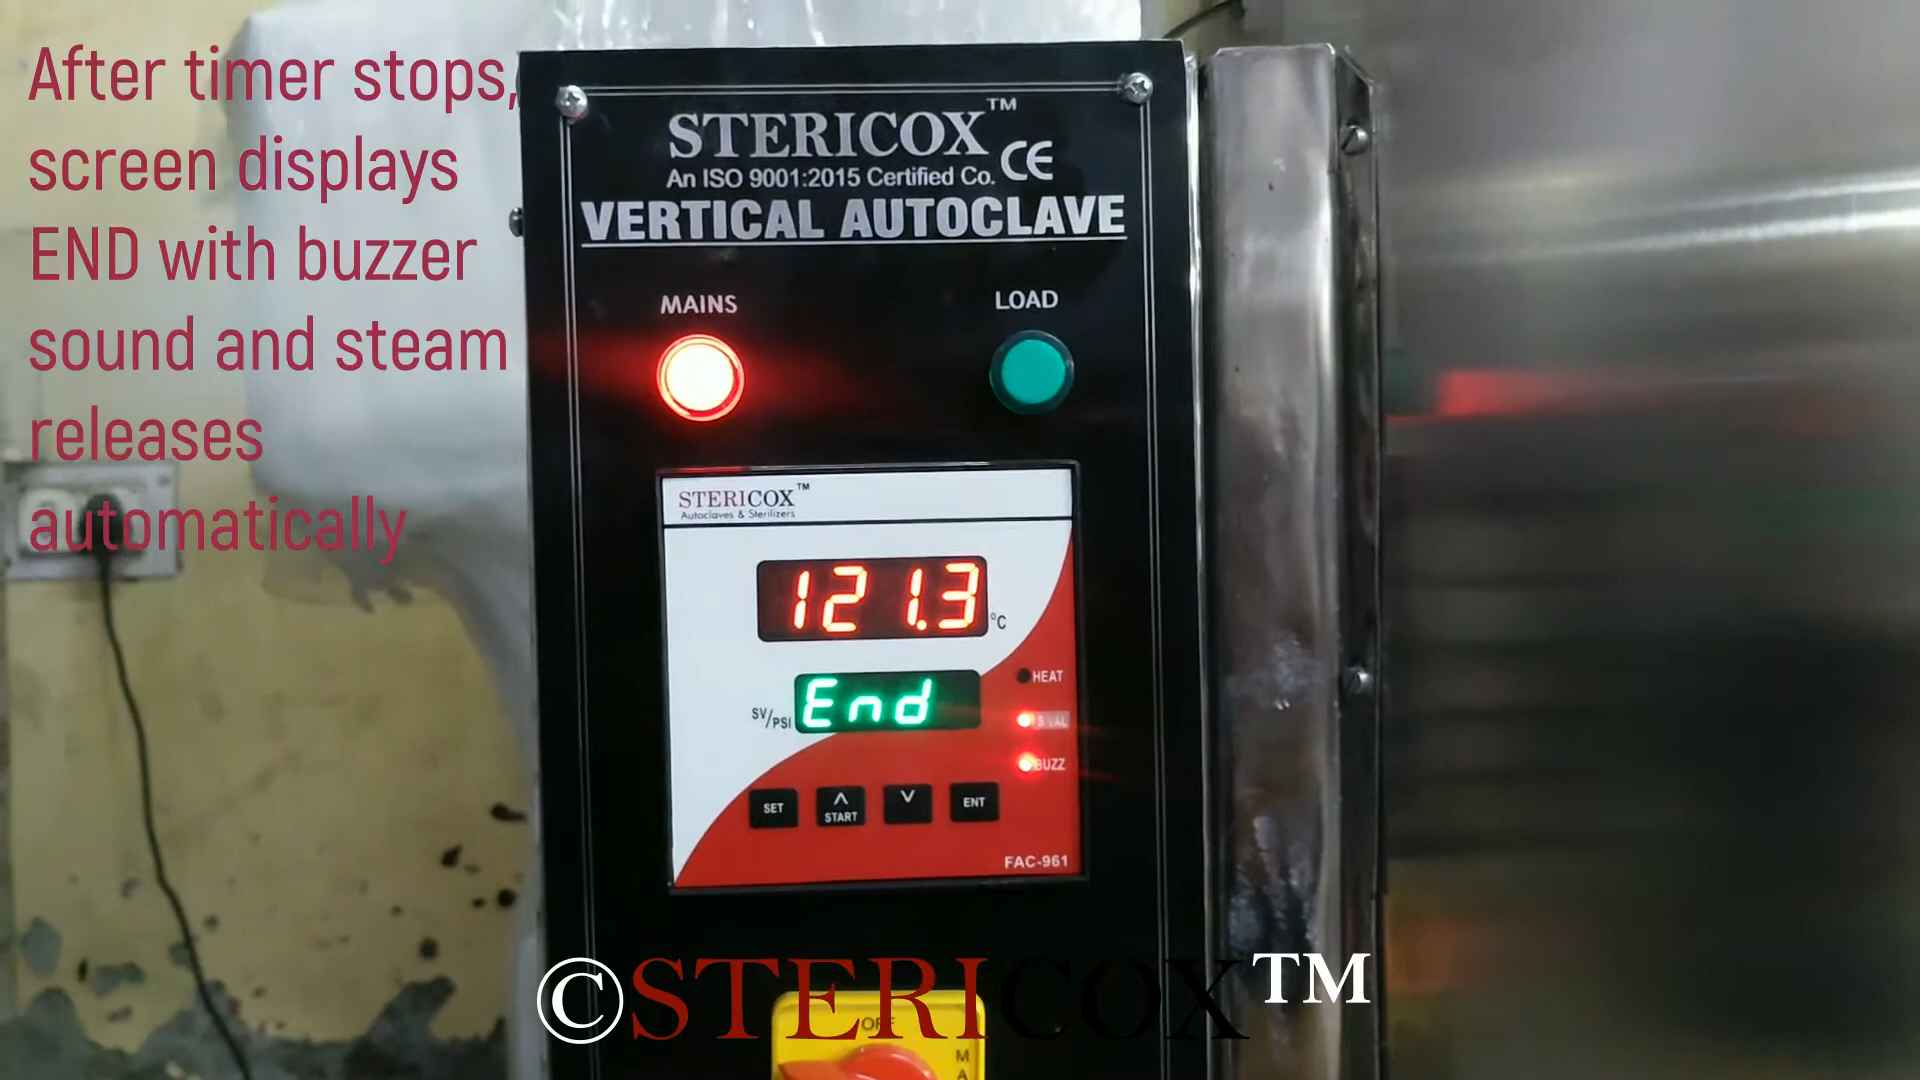 After timer stops,
screen displays
END with buzzer
sound and steam
releases
automatically
STERICOX™
An ISO 9001:2015 Certified Co. CE
VERTICAL AUTOCLAVE
MAINS LOAD
STERICOX™
Autoclaves & Sterilizers
121.3 °C
HEAT
SV/PSI End
S VAL
BUZZ
SET START ENT
FAC-961
©STERICOX™
OFF
M
A